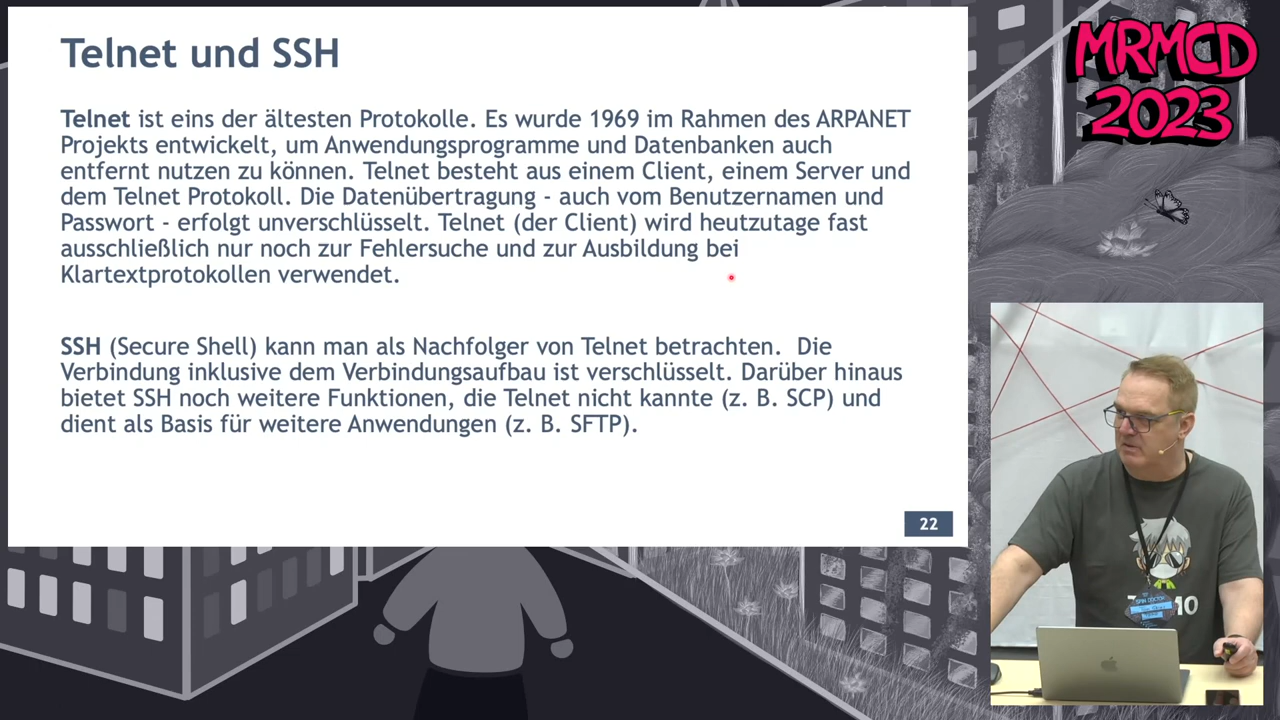 Telnet und SSH
Telnet ist eins der ältesten Protokolle. Es wurde 1969 im Rahmen des ARPANET
Projekts entwickelt, um Anwendungsprogramme und Datenbanken auch
entfernt nutzen zu können. Telnet besteht aus einem Client, einem Server und
dem Telnet Protokoll. Die Datenübertragung - auch vom Benutzernamen und
Passwort - erfolgt unverschlüsselt. Telnet (der Client) wird heutzutage fast
ausschließlich nur noch zur Fehlersuche und zur Ausbildung bei
Klartextprotokollen verwendet.
SSH (Secure Shell) kann man als Nachfolger von Telnet betrachten.  Die
Verbindung inklusive dem Verbindungsaufbau ist verschlüsselt. Darüber hinaus
bietet SSH noch weitere Funktionen, die Telnet nicht kannte (z. B. SCP) und
dient als Basis für weitere Anwendungen (z. B. SFTP).
22
MRMCD
2023